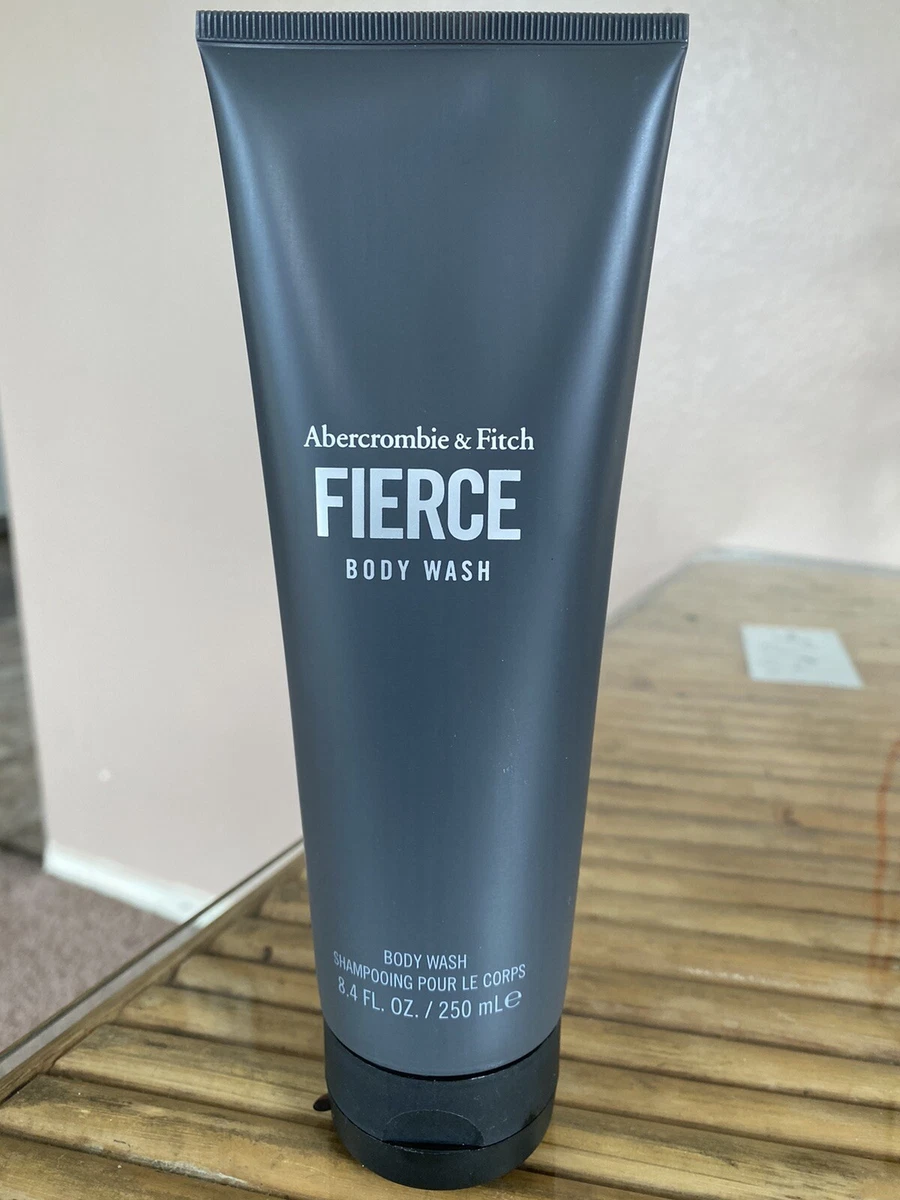 Abercrombie & Fitch
FIERCE
BODY WASH
BODY WASH
SHAMPOOING POUR LE CORPS
8.4 FL. OZ. / 250 mL℮